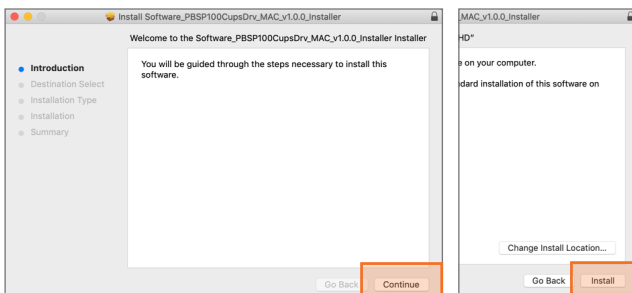 Install Software_PBSP100CupsDrv_MAC_v1.0.0_Installer
Welcome to the Software_PBSP100CupsDrv_MAC_v1.0.0_Installer Installer
Introduction
Destination Select
Installation Type
Installation
Summary
You will be guided through the steps necessary to install this
software.
Go Back
Continue
_MAC_v1.0.0_Installer
HD"
e on your computer.
dard installation of this software on
Change Install Location...
Go Back
Install